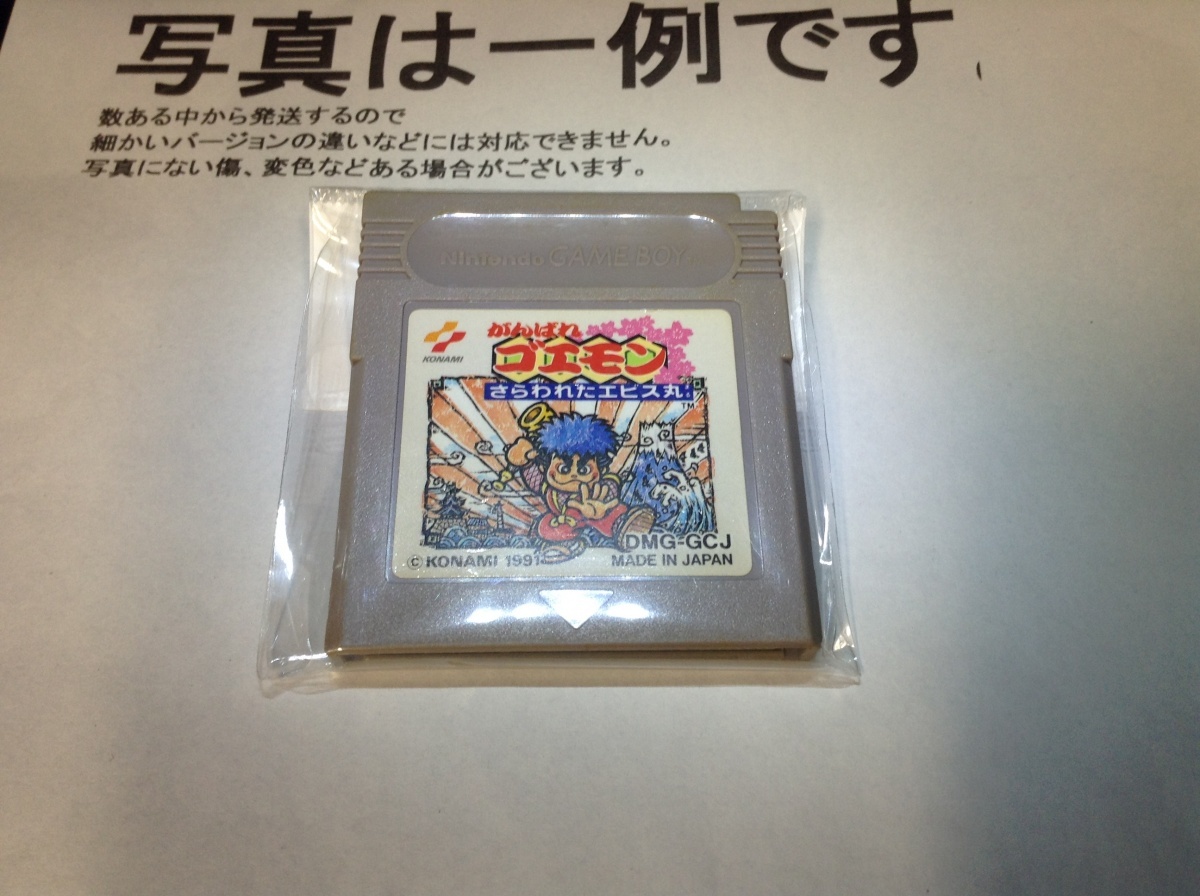 写真は一例です。
数ある中から発送するので
細かいバージョンの違いなどには対応できません。
写真にない傷、変色などある場合がございます。
Nintendo GAME BOY
KONAMI
がんばれ
ゴエモン
さらわれたエビス丸
TM
DMG-GCJ
© KONAMI 1991
MADE IN JAPAN